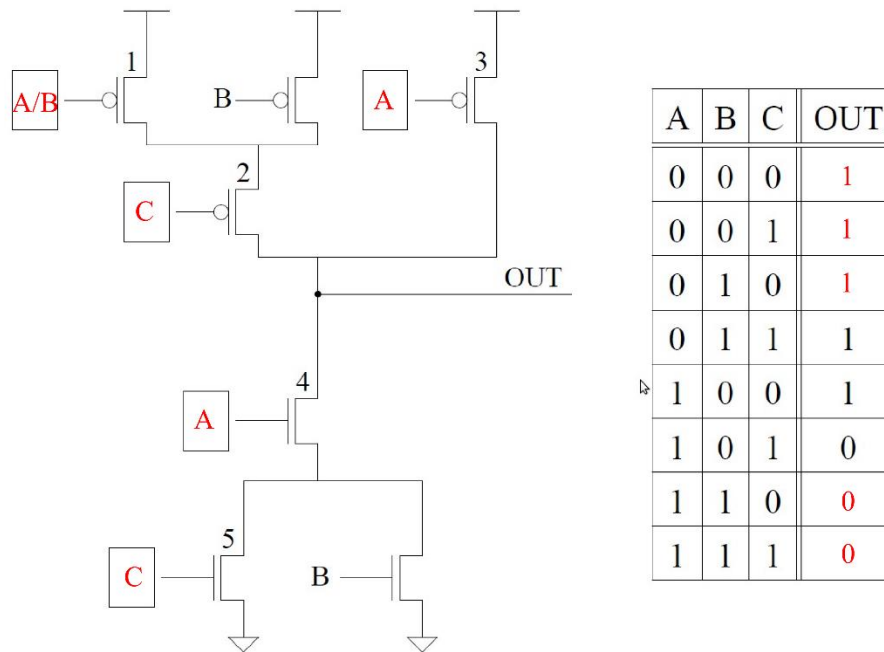 1
3
A/B
B
A
2
C
OUT
4
A
5
C
B
A B C OUT
0 0 0 1
0 0 1 1
0 1 0 1
0 1 1 1
1 0 0 1
1 0 1 0
1 1 0 0
1 1 1 0